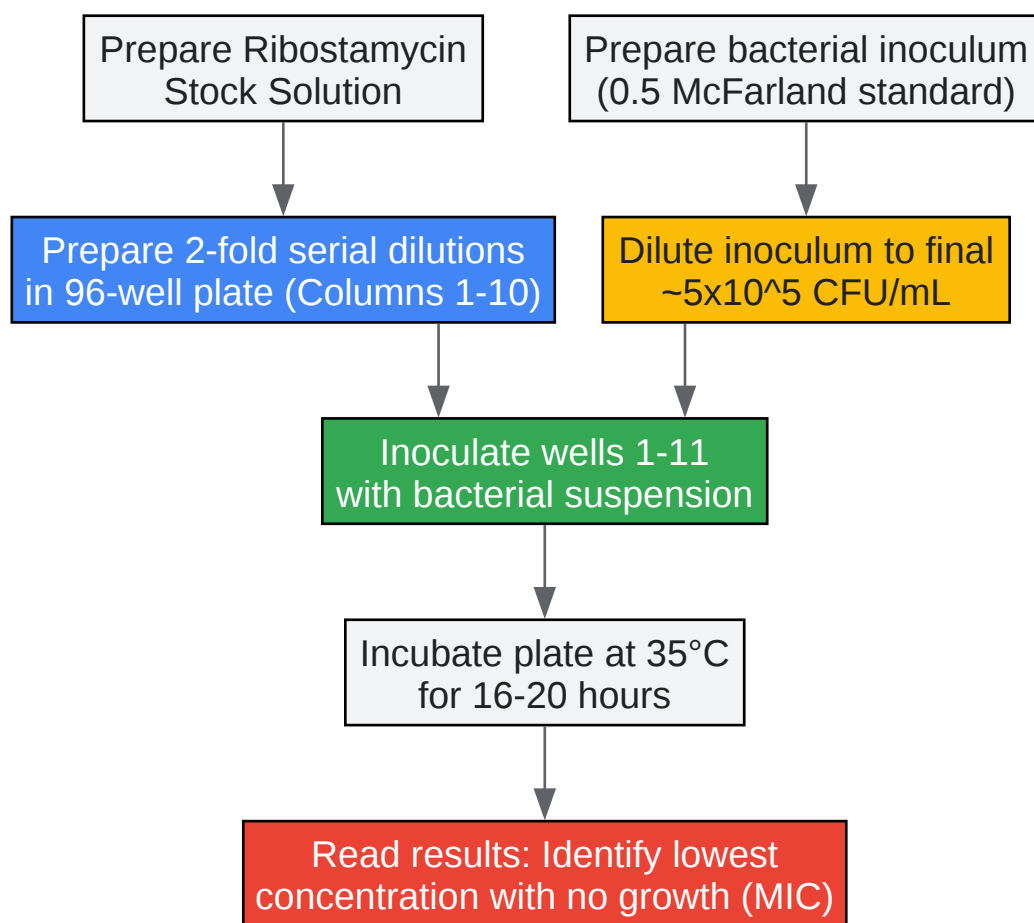 Prepare Ribostamycin
Stock Solution
Prepare bacterial inoculum
(0.5 McFarland standard)
Prepare 2-fold serial dilutions
in 96-well plate (Columns 1-10)
Dilute inoculum to final
~5x10^5 CFU/mL
Inoculate wells 1-11
with bacterial suspension
Incubate plate at 35°C
for 16-20 hours
Read results: Identify lowest
concentration with no growth (MIC)